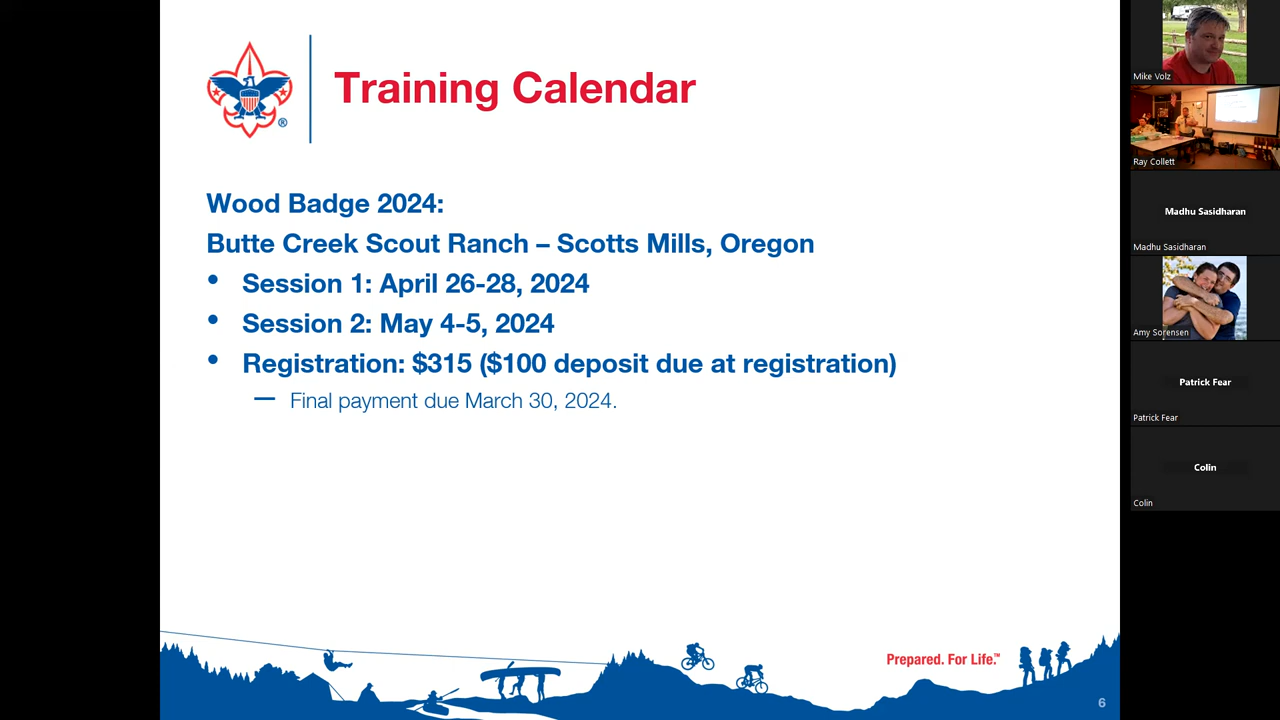 Training Calendar
®
Wood Badge 2024:
Butte Creek Scout Ranch – Scotts Mills, Oregon
• Session 1: April 26-28, 2024
• Session 2: May 4-5, 2024
• Registration: $315 ($100 deposit due at registration)
— Final payment due March 30, 2024.
Prepared. For Life.™
6
Mike Volz
Ray Collett
Madhu Sasidharan
Madhu Sasidharan
Amy Sorensen
Patrick Fear
Patrick Fear
Colin
Colin